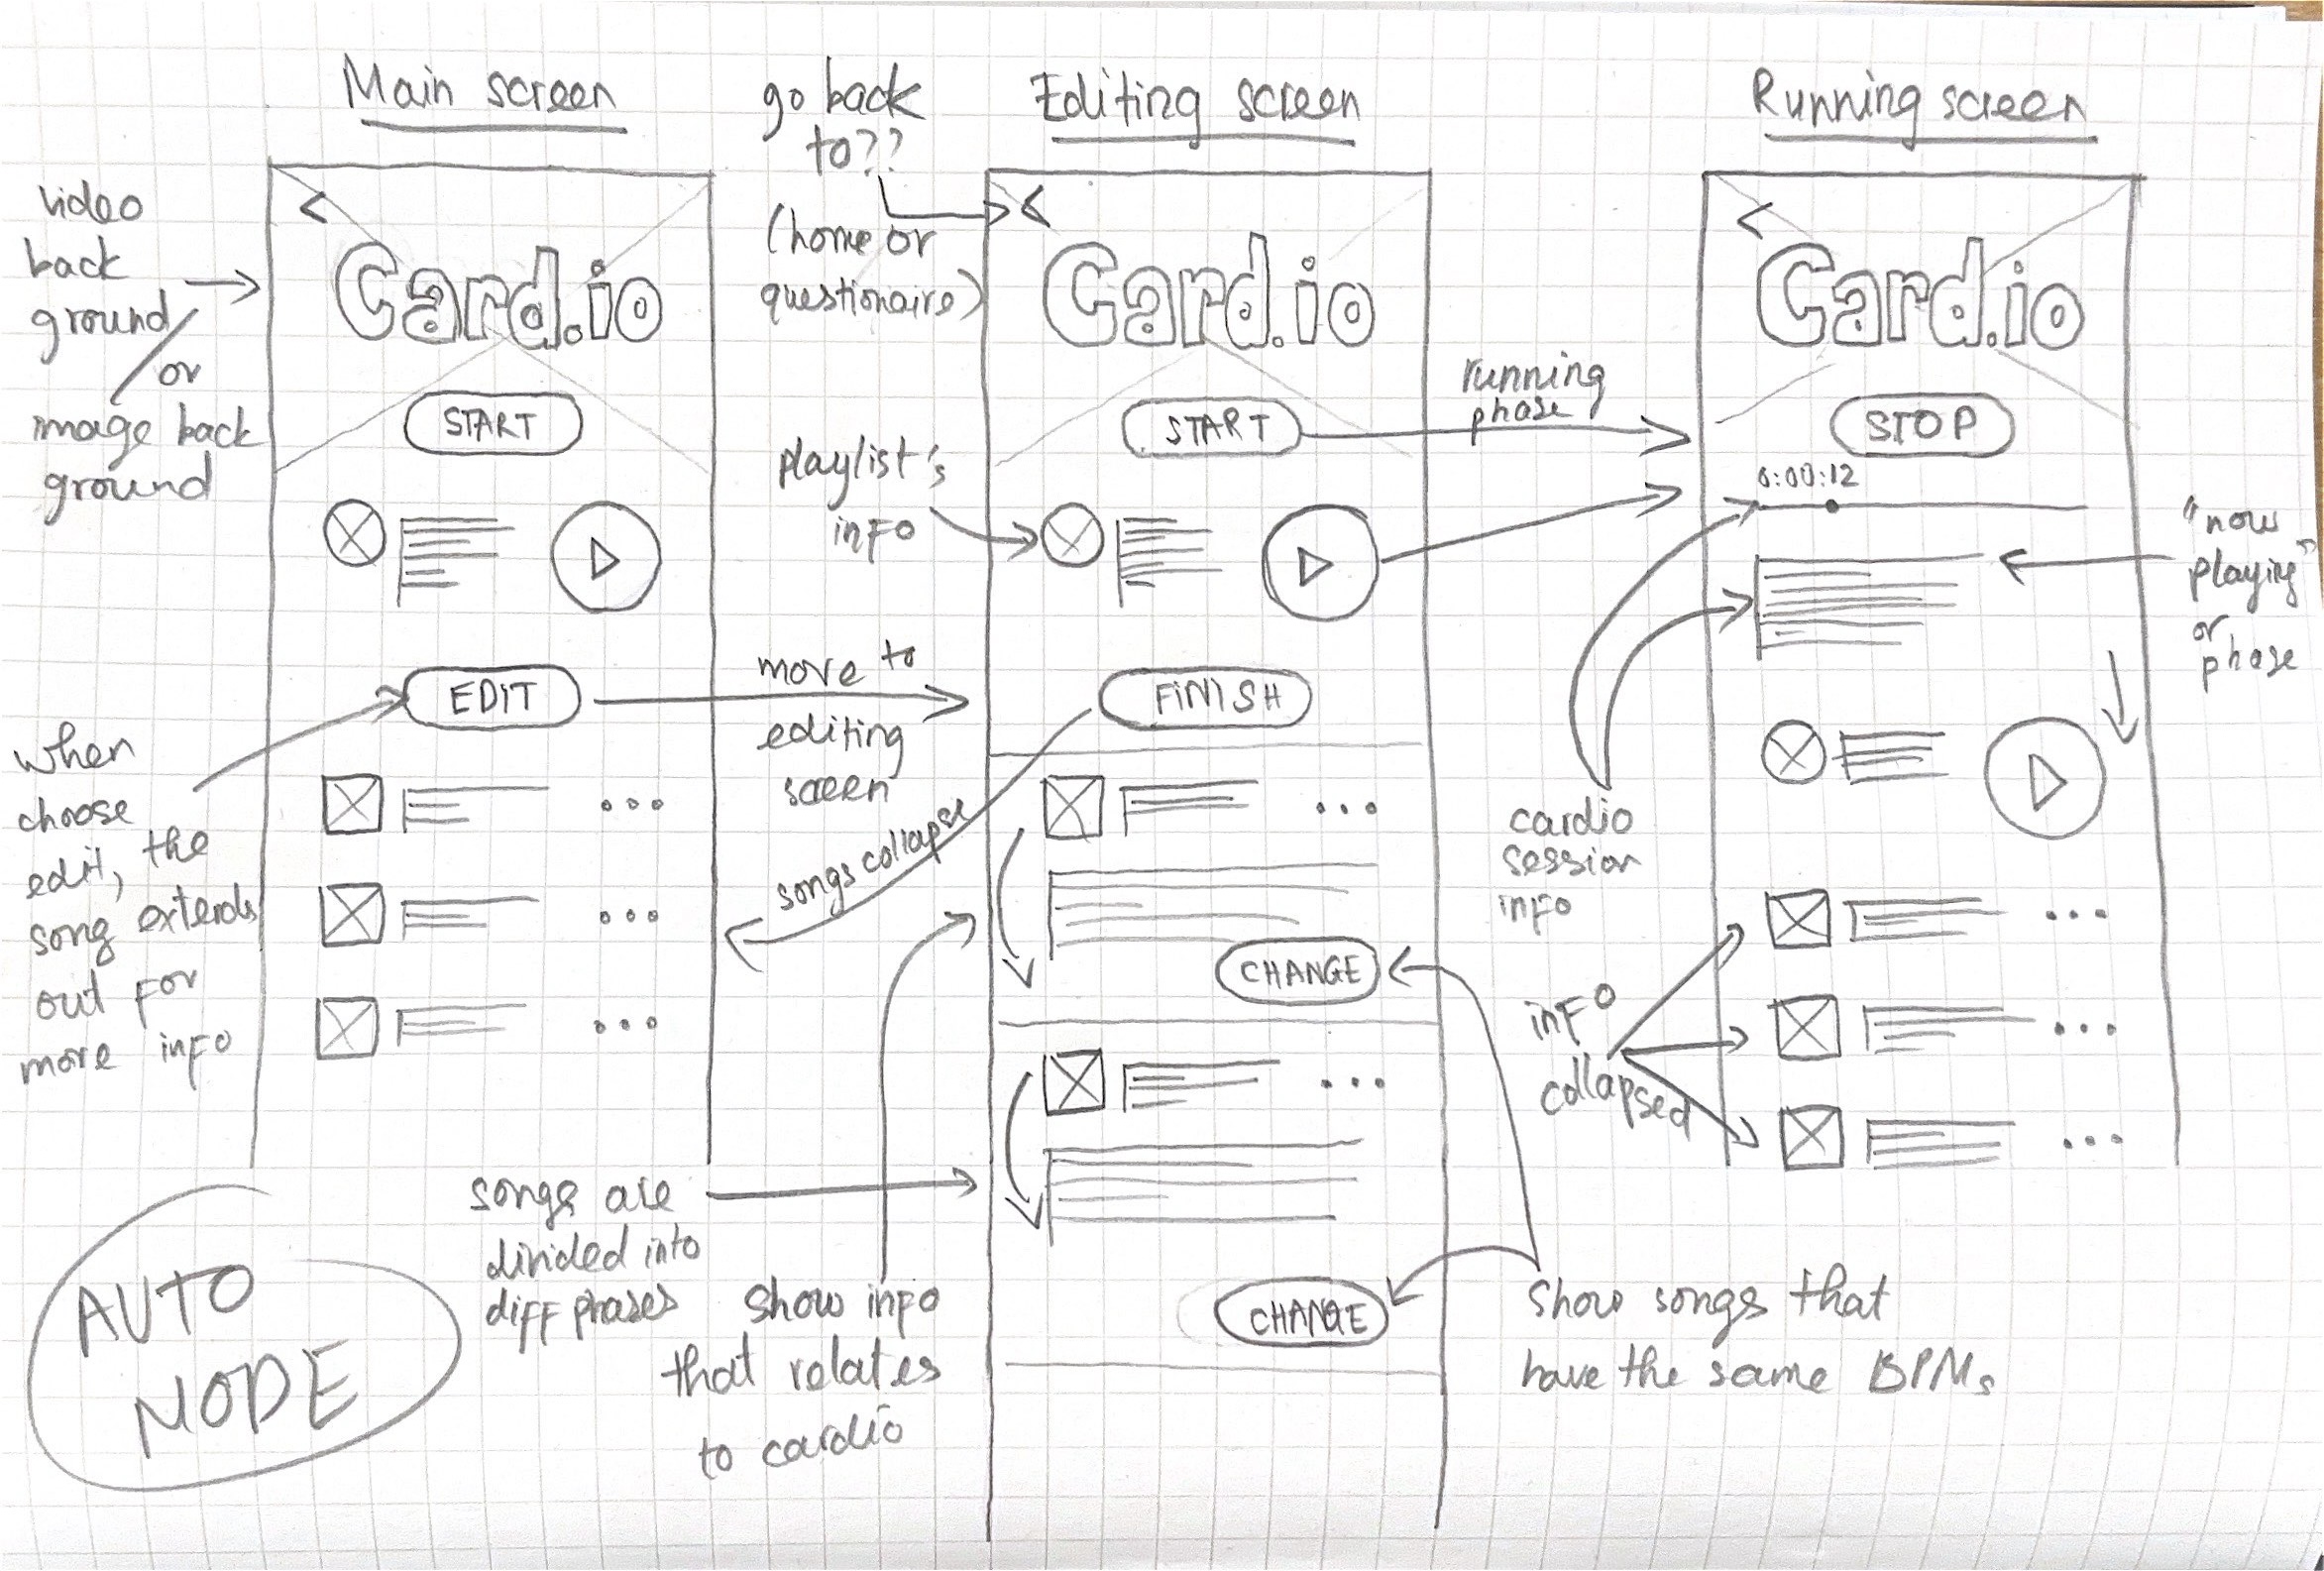 Main screen
video
back
ground/
or
image back
ground
<
Card.io
START
EDIT
when
choose
edit, the
song extends
out for
more info
move to
editing
screen
songs collapse
AUTO
MODE
go back
to??
(home or
questionaire)
Editing screen
<
Card.io
START
playlist's
info
FINISH
CHANGE
CHANGE
songs are
divided into
diff phases
show info
that relates
to cardio
running
phase
Running screen
<
Card.io
STOP
0:00:12
"now
playing"
or
phase
cardio
session
info
info
collapsed
show songs that
have the same BPMs